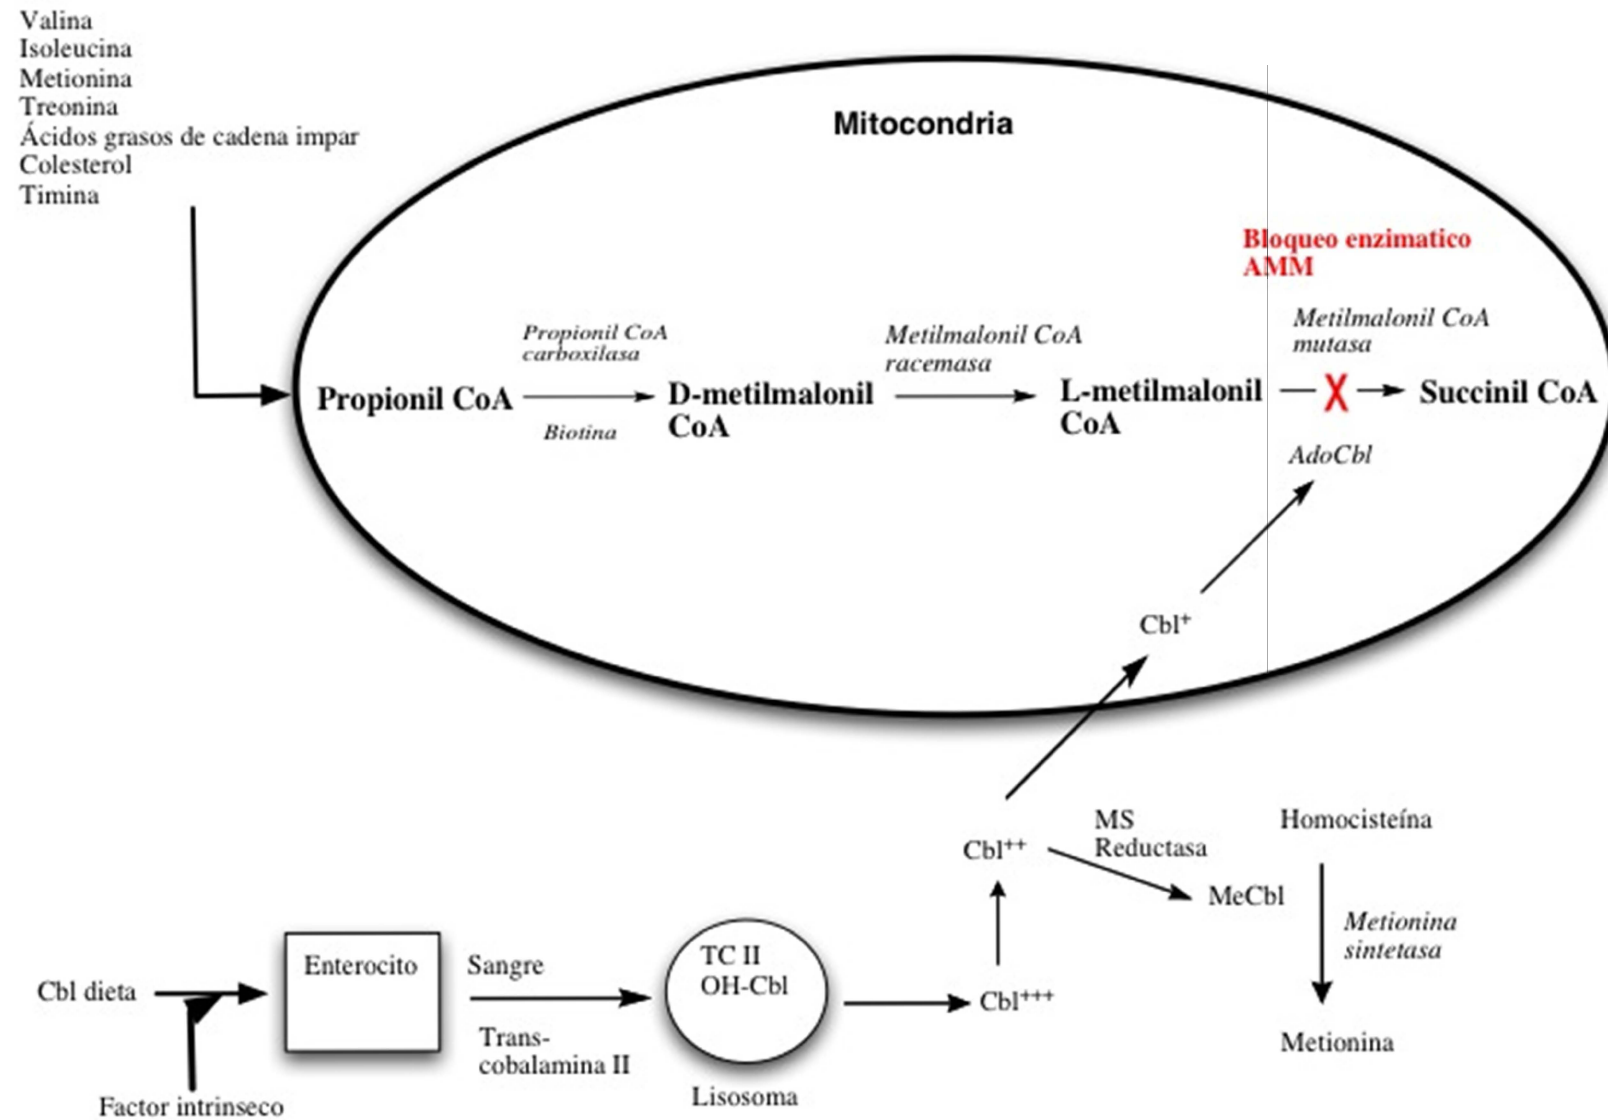 Valina
Isoleucina
Metionina
Treonina
Ácidos grasos de cadena impar
Colesterol
Timina
Mitocondria
Bloqueo enzimatico
AMM
Propionil CoA
carboxilasa
Metilmalonil CoA
racemasa
Metilmalonil CoA
mutasa
Propionil CoA
D-metilmalonil
CoA
L-metilmalonil
CoA
X
Succinil CoA
Biotina
AdoCbl
Cbl⁺
Cbl⁺⁺
MS
Reductasa
MeCbl
Homocisteína
Metionina
sintetasa
Metionina
Cbl dieta
Factor intrinseco
Enterocito
Sangre
Trans-
cobalamina II
TC II
OH-Cbl
Lisosoma
Cbl⁺⁺⁺